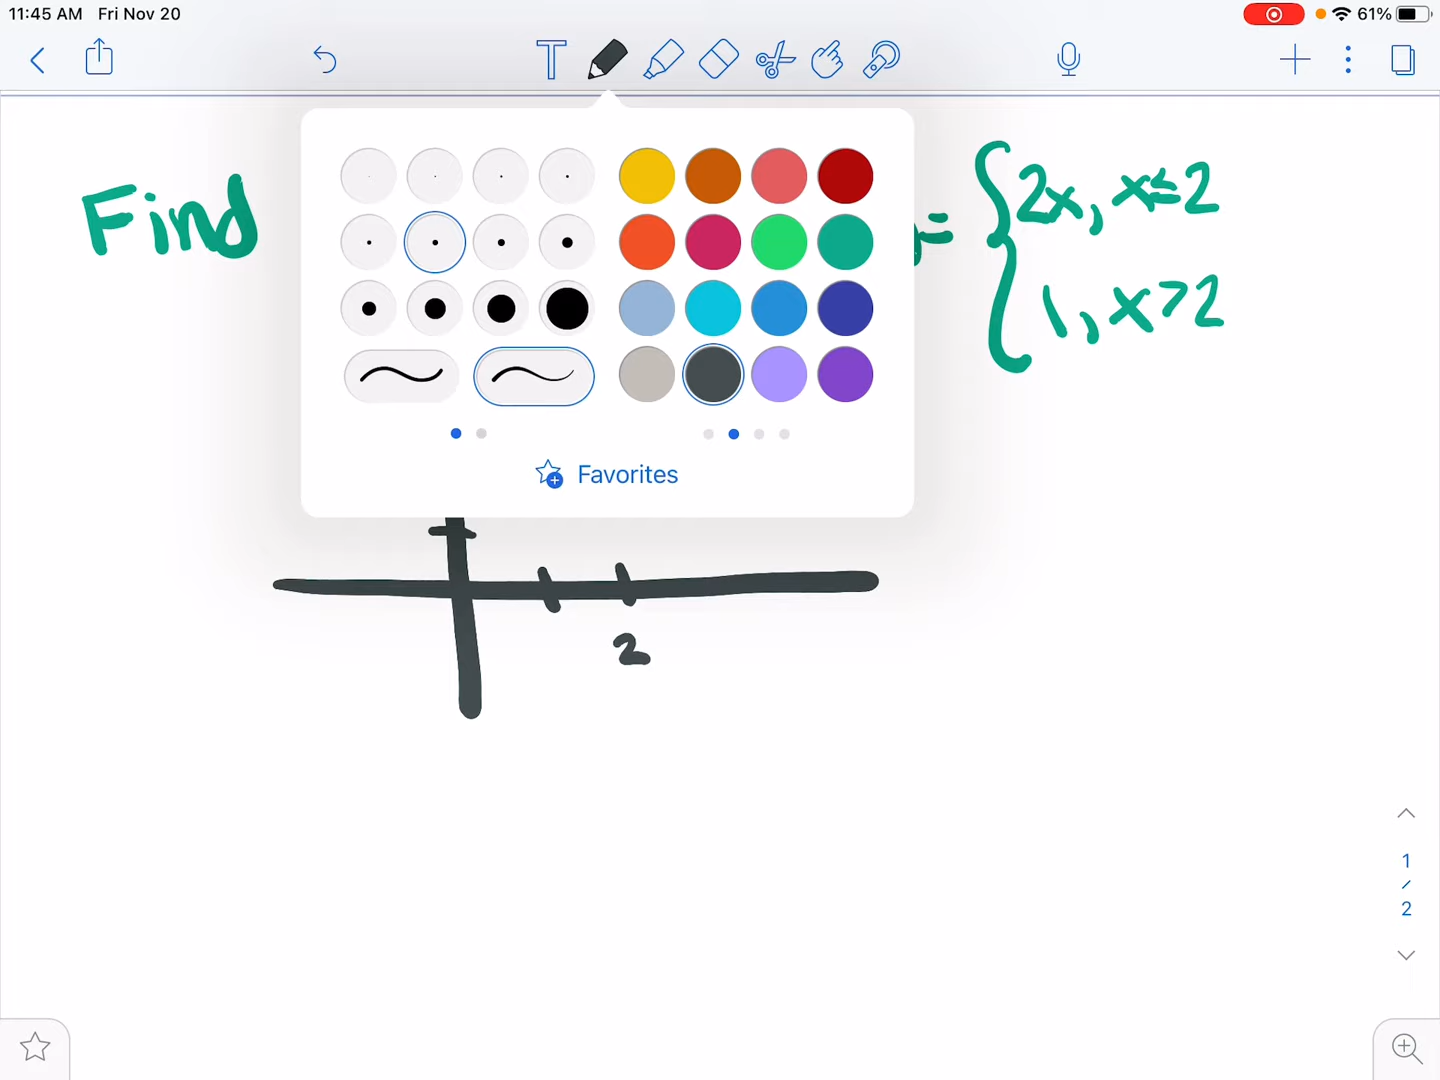 11:45 AM Fri Nov 20
61%
T
Find = { 2x, x≤2
1, x>2
Favorites
2
1
/
2